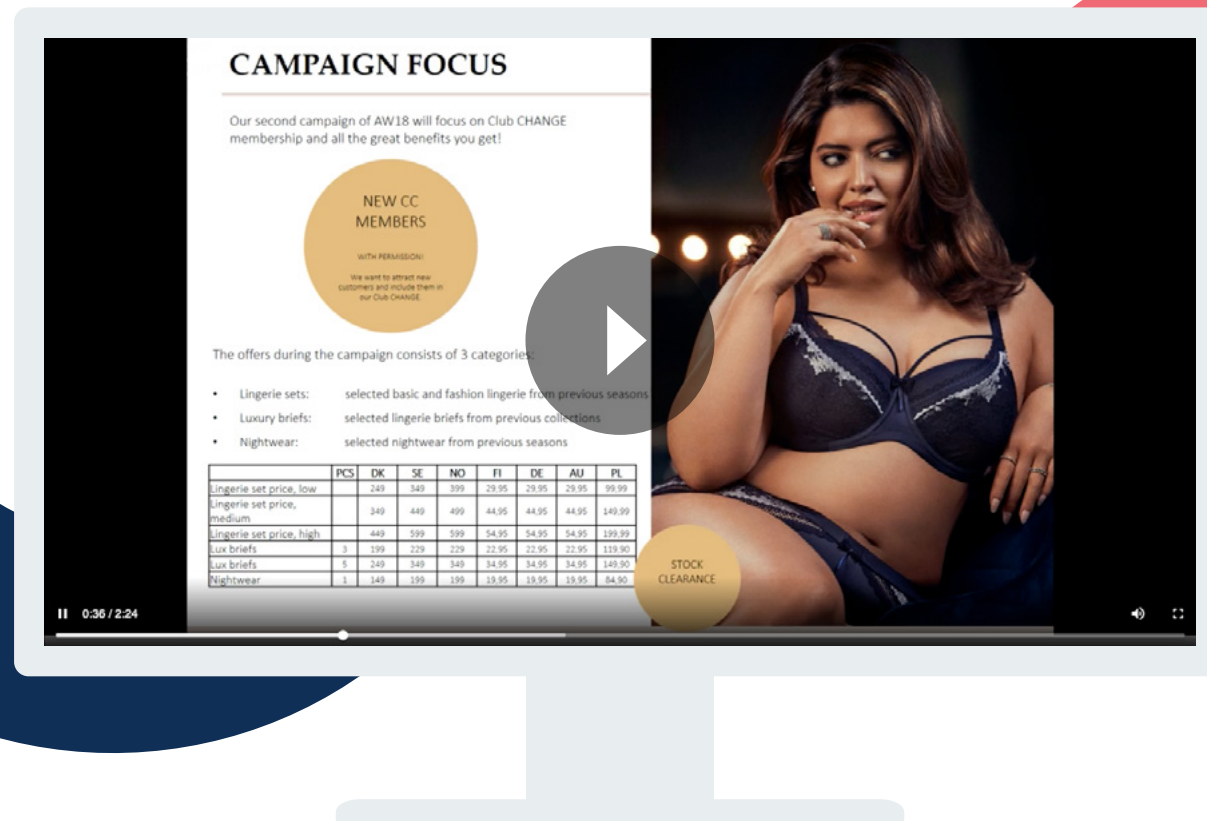 CAMPAIGN FOCUS
Our second campaign of AW18 will focus on Club CHANGE
membership and all the great benefits you get!
NEW CC
MEMBERS
WITH PERMISSION!
We want to attract new
customers and include them in
our Club CHANGE.
The offers during the campaign consists of 3 categories:
• Lingerie sets: selected basic and fashion lingerie from previous seasons
• Luxury briefs: selected lingerie briefs from previous collections
• Nightwear: selected nightwear from previous seasons
PCS DK SE NO FI DE AU PL
Lingerie set price, low 249 349 399 29,95 29,95 29,95 99,99
Lingerie set price,
medium 349 449 499 44,95 44,95 44,95 149,99
Lingerie set price, high 449 599 599 54,95 54,95 54,95 199,99
Lux briefs 3 199 229 229 22,95 22,95 22,95 119,90
Lux briefs 5 249 349 349 34,95 34,95 34,95 149,90
Nightwear 1 149 199 199 19,95 19,95 19,95 84,90
STOCK
CLEARANCE
0:36 / 2:24